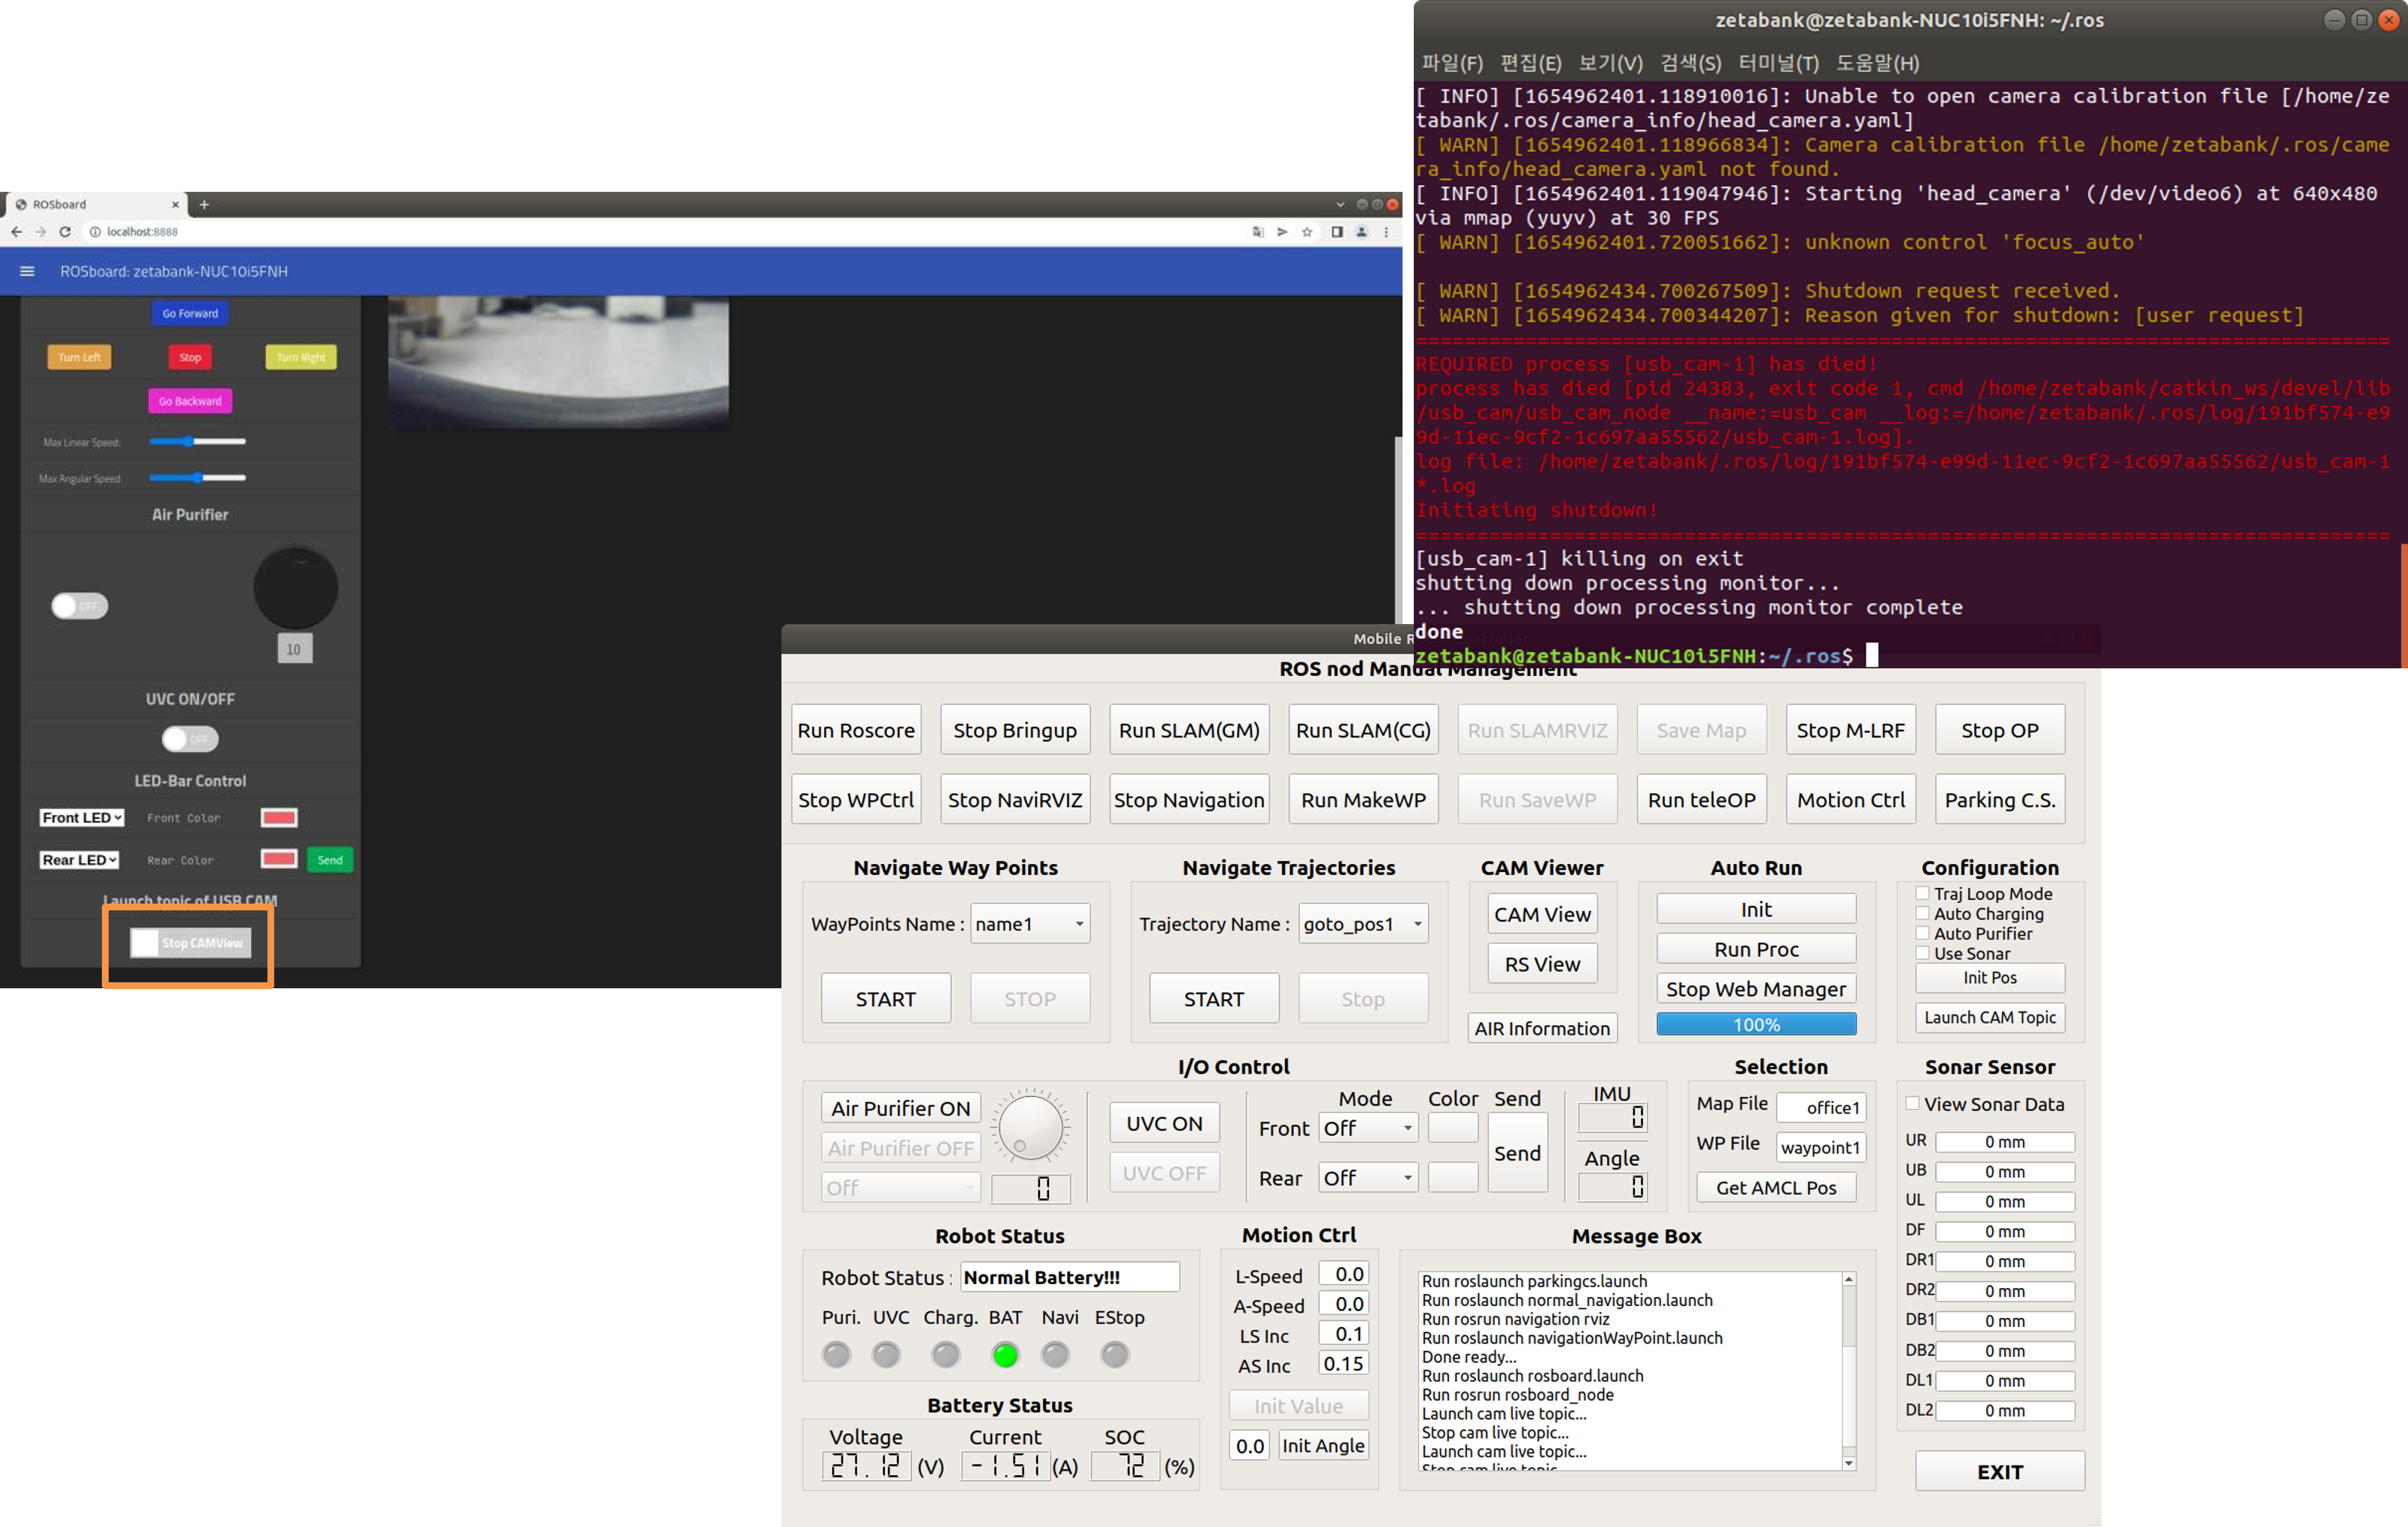 ROSboard
localhost:8888
ROSboard: zetabank-NUC10i5FNH
Go Forward
Turn Left
Stop
Turn Right
Go Backward
Max Linear Speed:
Max Angular Speed:
Air Purifier
OFF
10
UVC ON/OFF
OFF
LED-Bar Control
Front LED
Front Color
Rear LED
Rear Color
Send
Launch topic of USB CAM
Stop CAMView
zetabank@zetabank-NUC10i5FNH: ~/.ros
파일(F) 편집(E) 보기(V) 검색(S) 터미널(T) 도움말(H)
[ INFO] [1654962401.118910016]: Unable to open camera calibration file [/home/ze
tabank/.ros/camera_info/head_camera.yaml]
[ WARN] [1654962401.118966834]: Camera calibration file /home/zetabank/.ros/came
ra_info/head_camera.yaml not found.
[ INFO] [1654962401.119047946]: Starting 'head_camera' (/dev/video6) at 640x480
via mmap (yuyv) at 30 FPS
[ WARN] [1654962401.720051662]: unknown control 'focus_auto'
[ WARN] [1654962434.700267509]: Shutdown request received.
[ WARN] [1654962434.700344207]: Reason given for shutdown: [user request]
================================================================================
REQUIRED process [usb_cam-1] has died!
process has died [pid 24383, exit code 1, cmd /home/zetabank/catkin_ws/devel/lib
/usb_cam/usb_cam_node __name:=usb_cam __log:=/home/zetabank/.ros/log/191bf574-e9
9d-11ec-9cf2-1c697aa55562/usb_cam-1.log].
log file: /home/zetabank/.ros/log/191bf574-e99d-11ec-9cf2-1c697aa55562/usb_cam-1
*.log
Initiating shutdown!
================================================================================
[usb_cam-1] killing on exit
shutting down processing monitor...
... shutting down processing monitor complete
done
zetabank@zetabank-NUC10i5FNH:~/.ros$
Mobile R
ROS nod Manual Management
Run Roscore
Stop Bringup
Run SLAM(GM)
Run SLAM(CG)
Run SLAMRVIZ
Save Map
Stop M-LRF
Stop OP
Stop WPCtrl
Stop NaviRVIZ
Stop Navigation
Run MakeWP
Run SaveWP
Run teleOP
Motion Ctrl
Parking C.S.
Navigate Way Points
WayPoints Name : name1
START
STOP
Navigate Trajectories
Trajectory Name : goto_pos1
START
Stop
CAM Viewer
CAM View
RS View
AIR Information
Auto Run
Init
Run Proc
Stop Web Manager
100%
Configuration
Traj Loop Mode
Auto Charging
Auto Purifier
Use Sonar
Init Pos
Launch CAM Topic
I/O Control
Air Purifier ON
Air Purifier OFF
Off
0
UVC ON
UVC OFF
Mode Color Send
Front Off
Rear Off
Send
IMU
0
Angle
0
Selection
Map File office1
WP File waypoint1
Get AMCL Pos
Sonar Sensor
View Sonar Data
UR 0 mm
UB 0 mm
UL 0 mm
DF 0 mm
DR1 0 mm
DR2 0 mm
DB1 0 mm
DB2 0 mm
DL1 0 mm
DL2 0 mm
EXIT
Robot Status
Robot Status : Normal Battery!!!
Puri. UVC Charg. BAT Navi EStop
Battery Status
Voltage Current SOC
27.12 (V) -1.51 (A) 72 (%)
Motion Ctrl
L-Speed 0.0
A-Speed 0.0
LS Inc 0.1
AS Inc 0.15
Init Value
0.0 Init Angle
Message Box
Run roslaunch parkingcs.launch
Run roslaunch normal_navigation.launch
Run rosrun navigation rviz
Run roslaunch navigationWayPoint.launch
Done ready...
Run roslaunch rosboard.launch
Run rosrun rosboard_node
Launch cam live topic...
Stop cam live topic...
Launch cam live topic...
Stop cam live topic